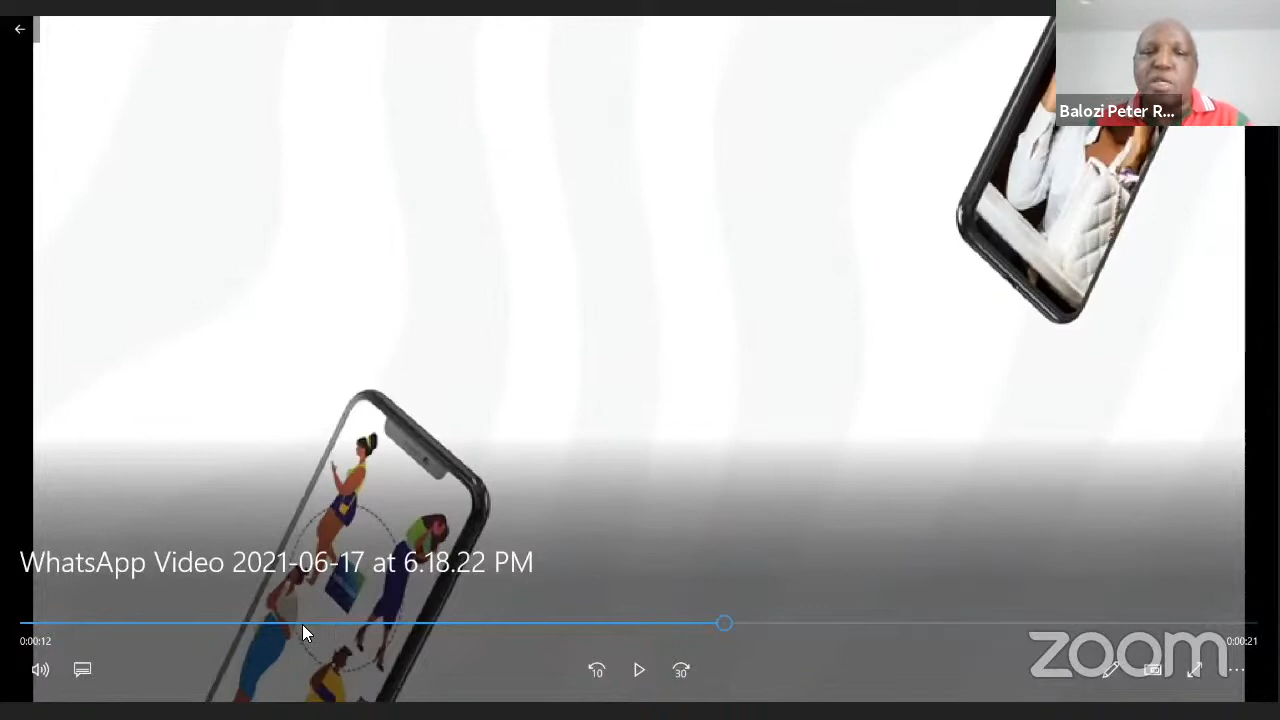 Balozi Peter R...
WhatsApp Video 2021-06-17 at 6.18.22 PM
0:00:12
0:00:21
10
30
zoom